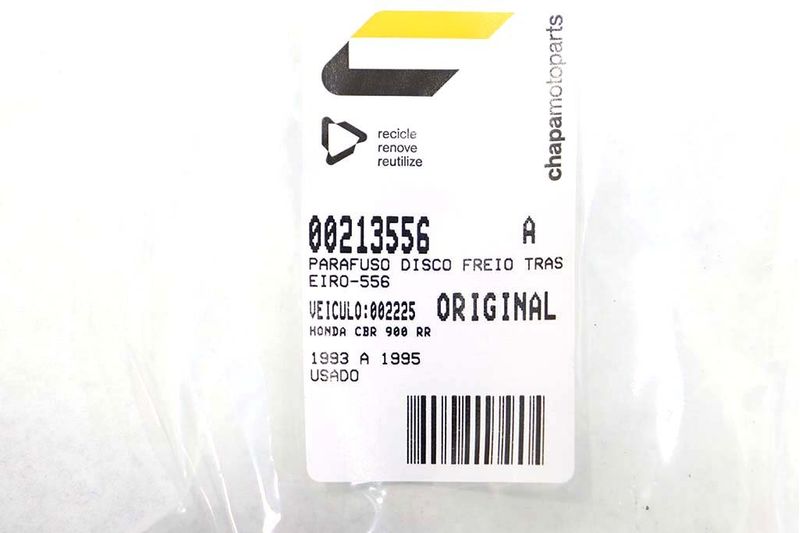 chapamotoparts
recicle
renove
reutilize
00213556 A
PARAFUSO DISCO FREIO TRAS
EIRO-556
VEICULO:002225 ORIGINAL
HONDA CBR 900 RR
1993 A 1995
USADO